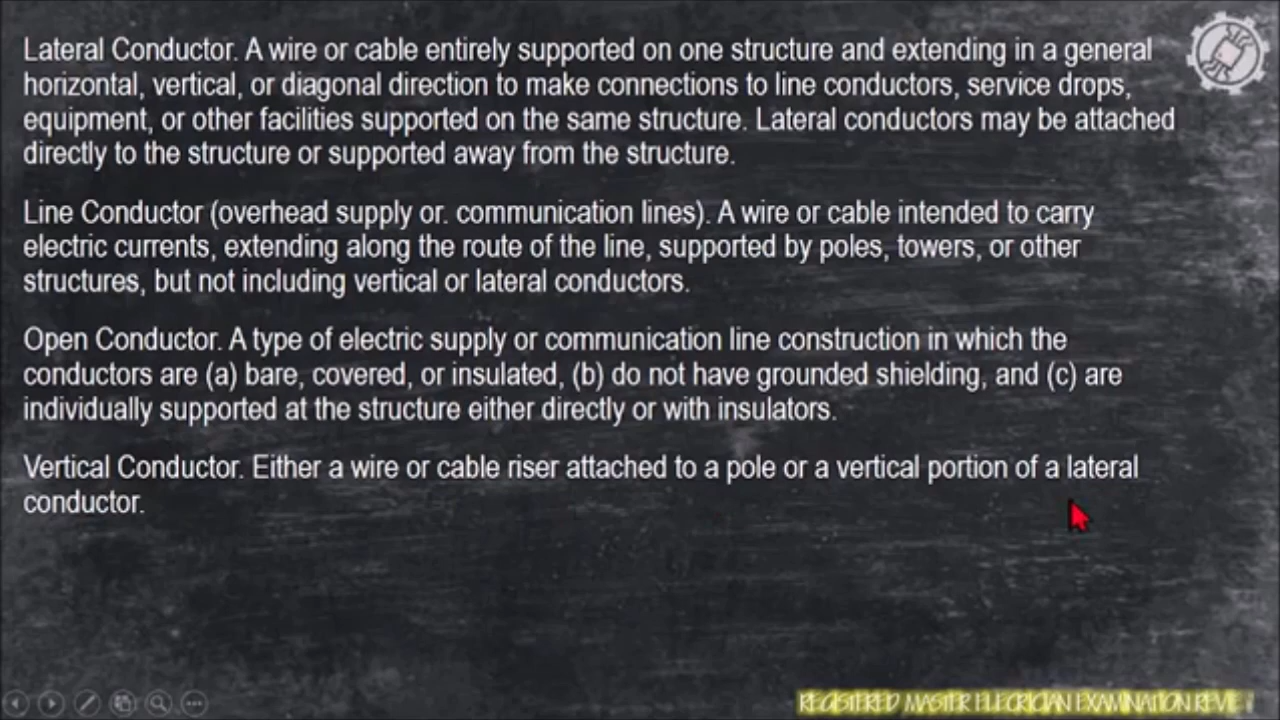 Lateral Conductor. A wire or cable entirely supported on one structure and extending in a general
horizontal, vertical, or diagonal direction to make connections to line conductors, service drops,
equipment, or other facilities supported on the same structure. Lateral conductors may be attached
directly to the structure or supported away from the structure.
Line Conductor (overhead supply or. communication lines). A wire or cable intended to carry
electric currents, extending along the route of the line, supported by poles, towers, or other
structures, but not including vertical or lateral conductors.
Open Conductor. A type of electric supply or communication line construction in which the
conductors are (a) bare, covered, or insulated, (b) do not have grounded shielding, and (c) are
individually supported at the structure either directly or with insulators.
Vertical Conductor. Either a wire or cable riser attached to a pole or a vertical portion of a lateral
conductor.
REGISTERED MASTER ELECRICIAN EXAMINATION REVIEW